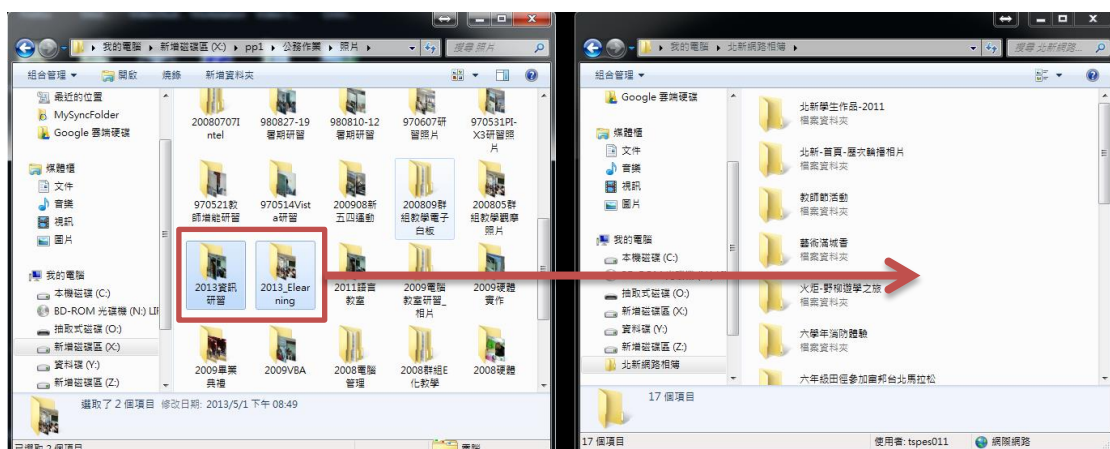 我的電腦 ▸ 新增磁碟區 (X:) ▸ pp1 ▸ 公務作業 ▸ 照片 ▸
搜尋 照片
組合管理 ▼
開啟
燒錄
新增資料夾
最近的位置
MySyncFolder
Google 雲端硬碟
媒體櫃
文件
音樂
視訊
圖片
我的電腦
本機磁碟 (C:)
BD-ROM 光碟機 (N:) LIF
抽取式磁碟 (O:)
新增磁碟區 (X:)
資料碟 (Y:)
新增磁碟區 (Z:)
20080707I
ntel
980827-19
暑期研習
980810-12
暑期研習
970607研
習照片
970531PI-
X3研習照
片
970521教
師增能研習
970514Vist
a研習
200908新
五四運動
200809群
組教學電子
白板
200805群
組教學觀摩
照片
2013資訊
研習
2013_Elear
ning
2011語言
教室
2009電腦
教室研習_
相片
2009硬體
實作
2009畢業
典禮
2009VBA
2008電腦
管理
2008群組E
化教學
2008硬體
選取了 2 個項目 修改日期: 2013/5/1 下午 08:49
已選取 2 個項目
電腦
我的電腦 ▸ 北新網路相簿 ▸
搜尋 北新網路...
組合管理 ▼
Google 雲端硬碟
媒體櫃
文件
音樂
視訊
圖片
我的電腦
本機磁碟 (C:)
抽取式磁碟 (O:)
新增磁碟區 (X:)
資料碟 (Y:)
新增磁碟區 (Z:)
北新網路相簿
北新學生作品-2011
檔案資料夾
北新-首頁-歷次輪播相片
檔案資料夾
教師節活動
檔案資料夾
藝術滿城香
檔案資料夾
火炬-野柳遊學之旅
檔案資料夾
六學年消防體驗
檔案資料夾
六年級田徑參加富邦台北馬拉松
17 個項目
17 個項目
使用者: tspes011
網際網路